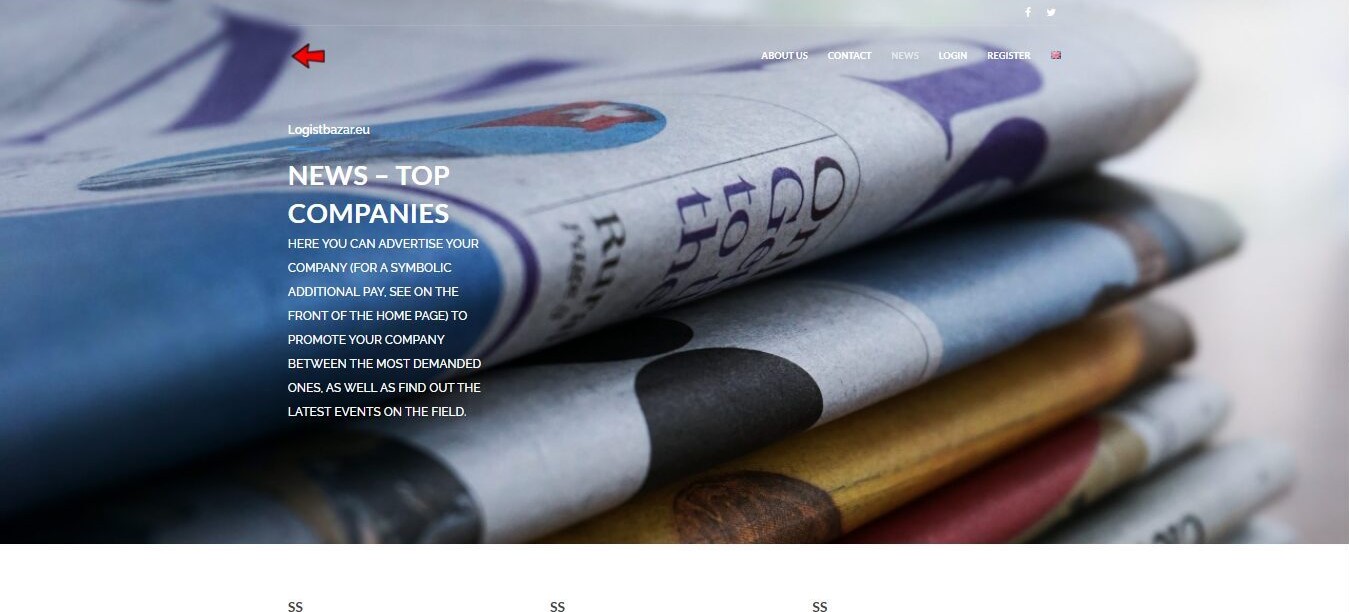 ABOUT US CONTACT NEWS LOGIN REGISTER
Logistbazar.eu
NEWS – TOP
COMPANIES
HERE YOU CAN ADVERTISE YOUR
COMPANY (FOR A SYMBOLIC
ADDITIONAL PAY, SEE ON THE
FRONT OF THE HOME PAGE) TO
PROMOTE YOUR COMPANY
BETWEEN THE MOST DEMANDED
ONES, AS WELL AS FIND OUT THE
LATEST EVENTS ON THE FIELD.
SS SS SS